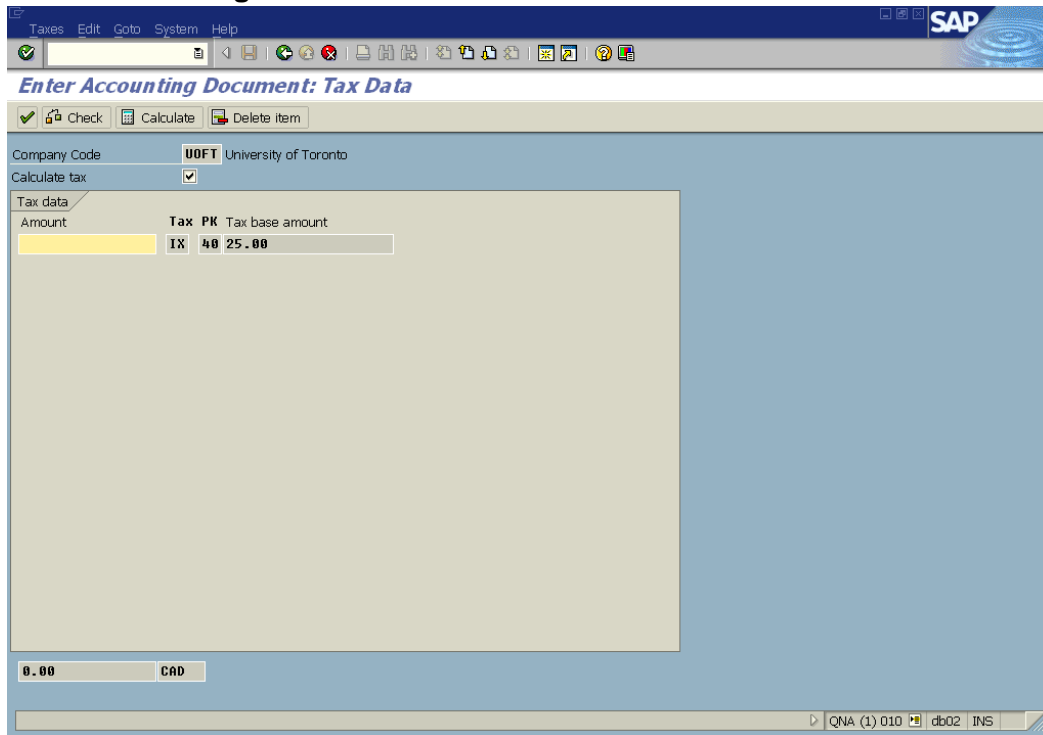 Taxes Edit Goto System Help
SAP
Enter Accounting Document: Tax Data
Check Calculate Delete item
Company Code UOFT University of Toronto
Calculate tax
Tax data
Amount Tax PK Tax base amount
IX 40 25.00
0.00 CAD
QNA (1) 010 db02 INS